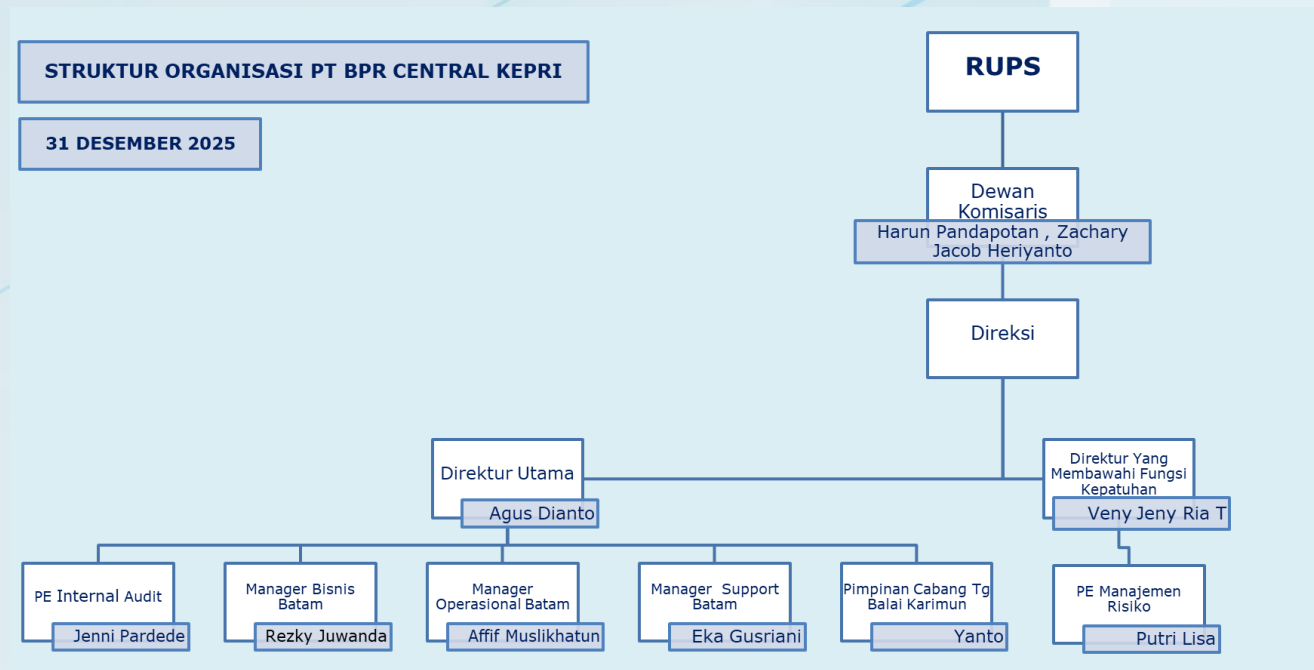 STRUKTUR ORGANISASI PT BPR CENTRAL KEPRI
31 DESEMBER 2025
RUPS
Dewan
Komisaris
Harun Pandapotan , Zachary
Jacob Heriyanto
Direksi
Direktur Utama
Agus Dianto
Direktur Yang
Membawahi Fungsi
Kepatuhan
Veny Jeny Ria T
PE Internal Audit
Jenni Pardede
Manager Bisnis
Batam
Rezky Juwanda
Manager
Operasional Batam
Affif Muslikhatun
Manager Support
Batam
Eka Gusriani
Pimpinan Cabang Tg
Balai Karimun
Yanto
PE Manajemen
Risiko
Putri Lisa